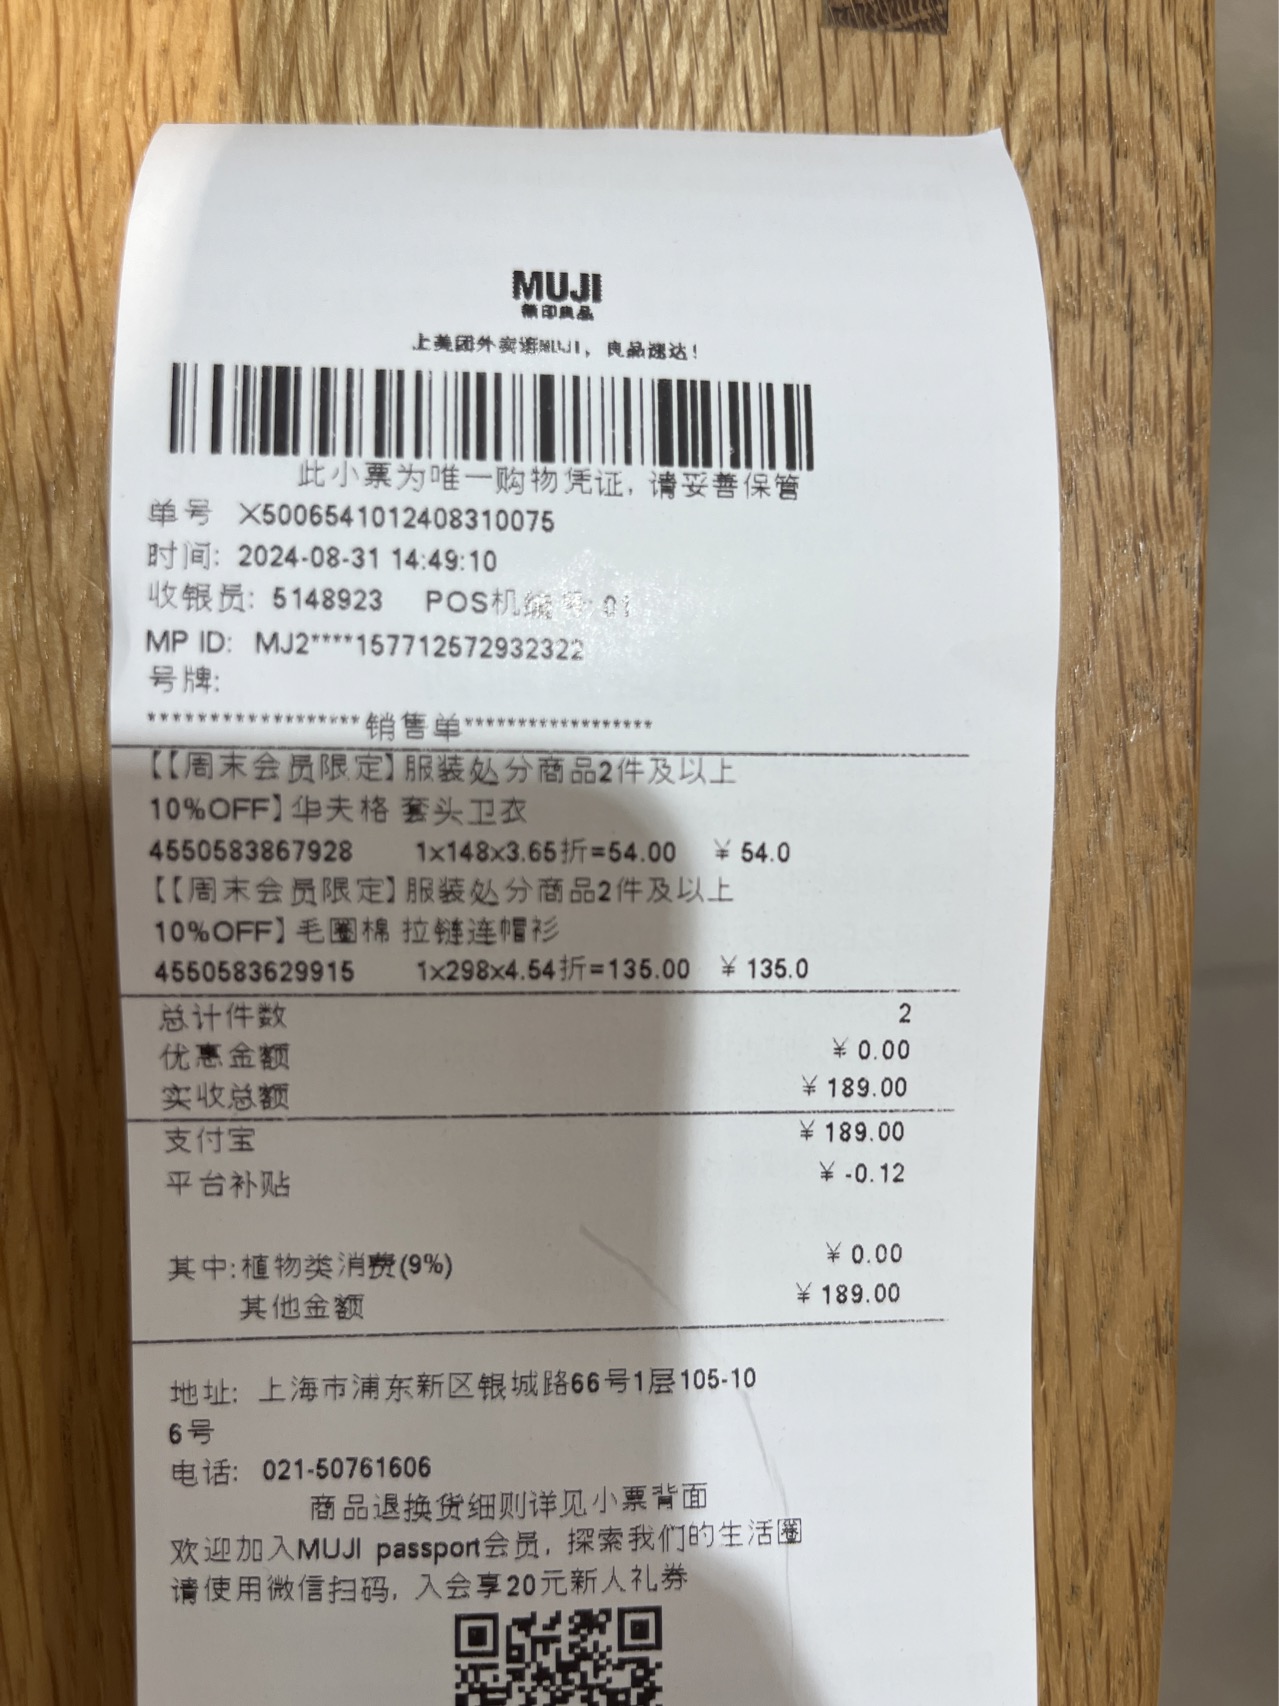 MUJI
無印良品
上美团外卖逛MUJI，良品速达！
此小票为唯一购物凭证，请妥善保管
单号 X5006541012408310075
时间: 2024-08-31 14:49:10
收银员: 5148923 POS机编号: 01
MP ID: MJ2****157712572932322
号牌:
******************销售单******************
【【周末会员限定】服装处分商品2件及以上
10%OFF】华夫格 套头卫衣
4550583867928 1x148x3.65折=54.00 ¥ 54.0
【【周末会员限定】服装处分商品2件及以上
10%OFF】毛圈棉 拉链连帽衫
4550583629915 1x298x4.54折=135.00 ¥ 135.0
总计件数 2
优惠金额 ¥ 0.00
实收总额 ¥ 189.00
支付宝 ¥ 189.00
平台补贴 ¥ -0.12
其中:植物类消费(9%) ¥ 0.00
其他金额 ¥ 189.00
地址: 上海市浦东新区银城路66号1层105-10
6号
电话: 021-50761606
商品退换货细则详见小票背面
欢迎加入MUJI passport会员, 探索我们的生活圈
请使用微信扫码, 入会享20元新人礼券